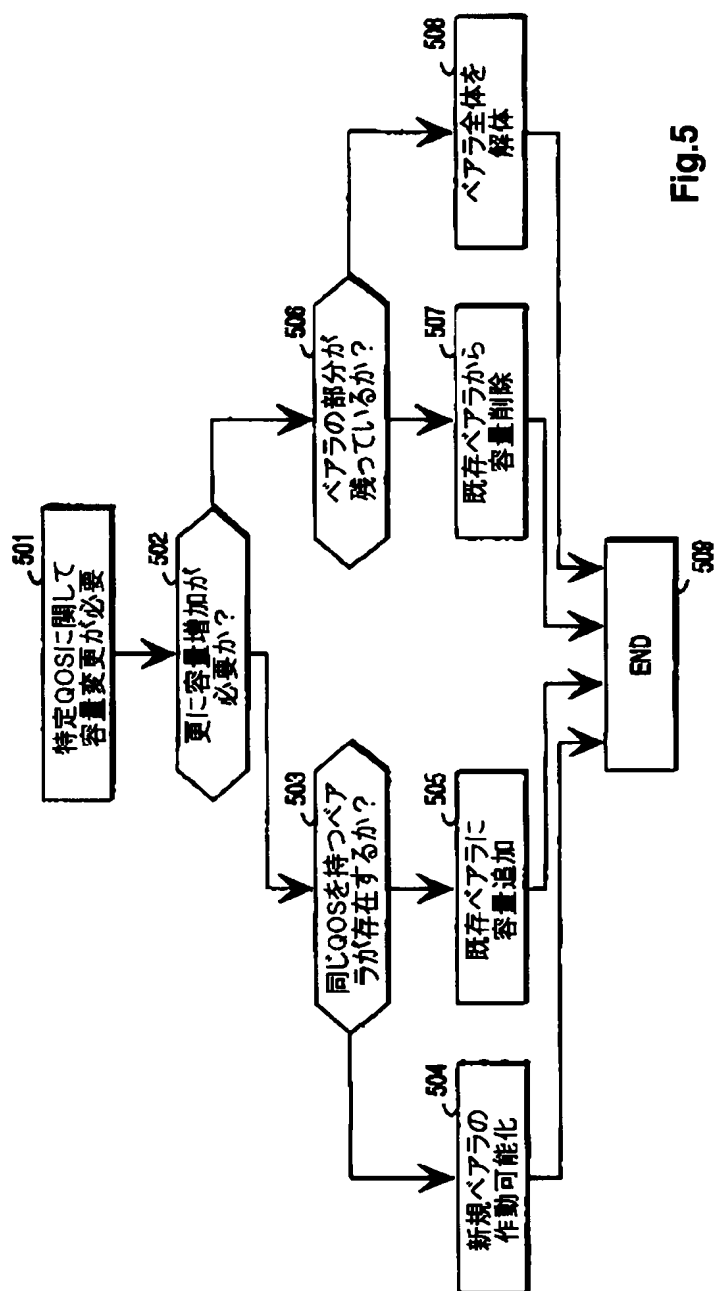 501
特定QOSに関して
容量変更が必要
502
更に容量増加が
必要か?
503
同じQOSを持つベア
ラが存在するか?
506
ベアラの部分が
残っているか?
504
新規ベアラの
作動可能化
505
既存ベアラに
容量追加
507
既存ベアラから
容量削除
508
ベアラ全体を
解体
END
509
Fig.5